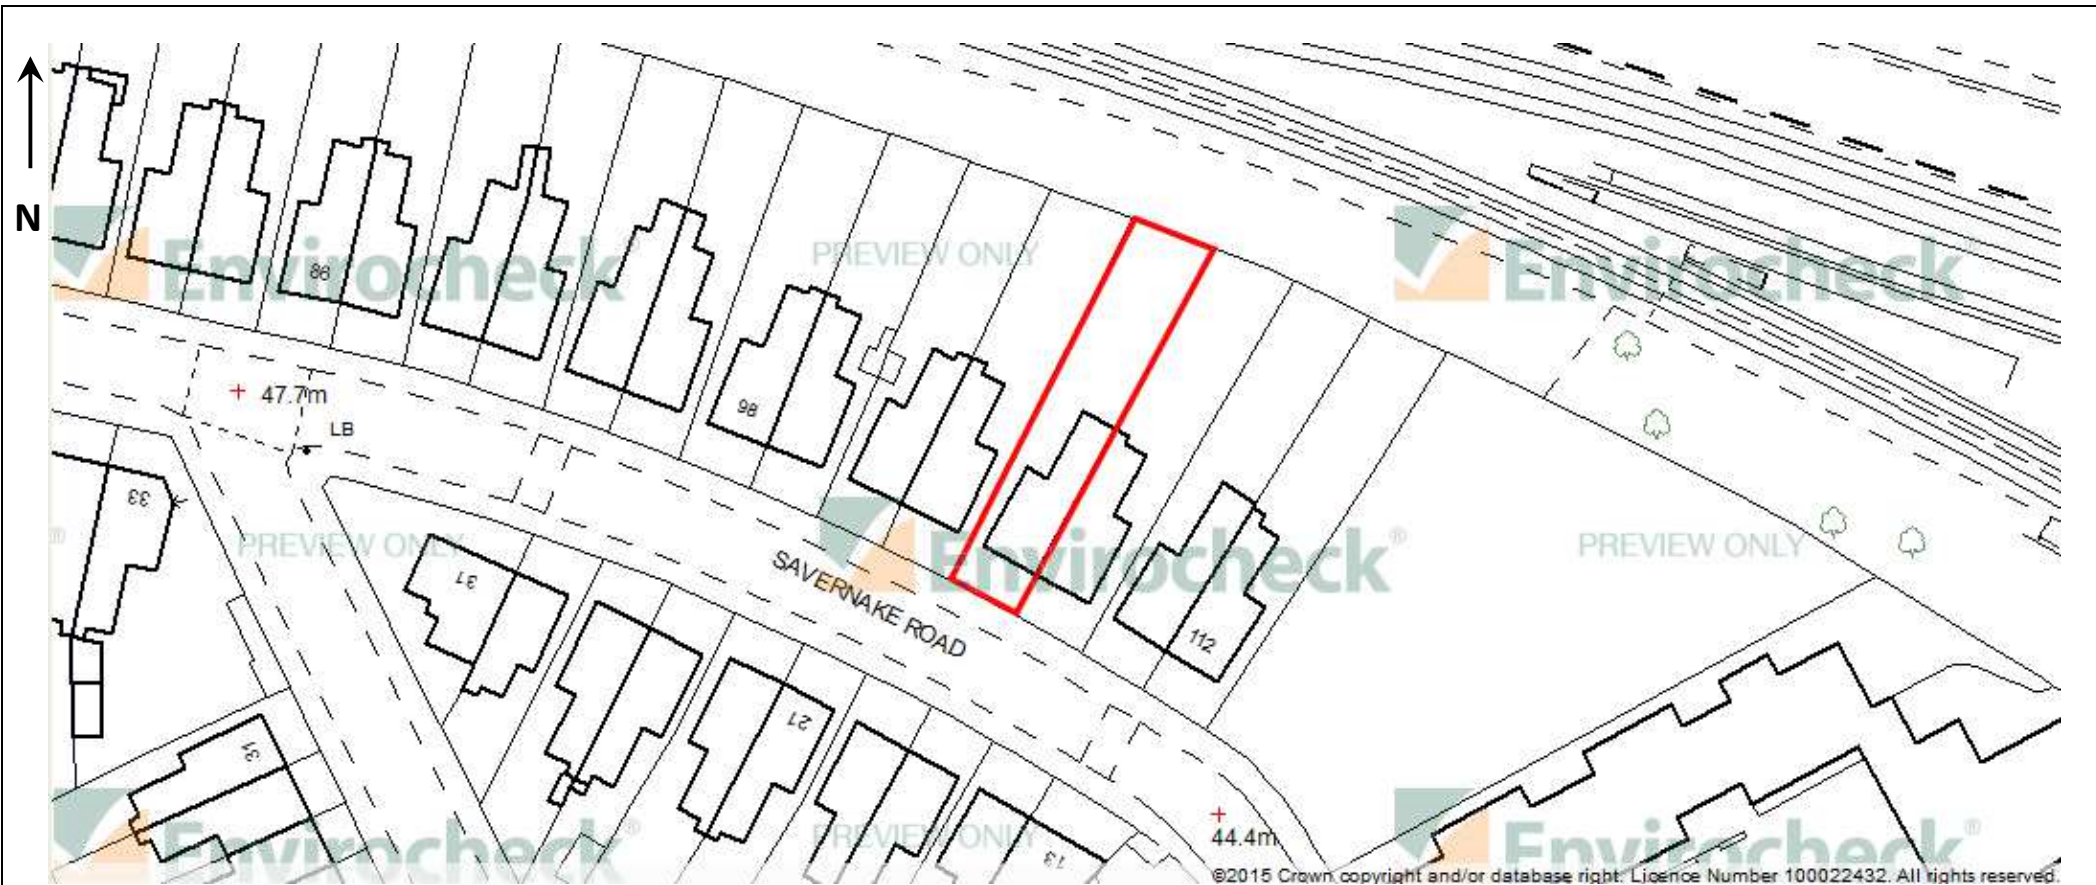 N
Envirocheck®
PREVIEW ONLY
Envirocheck®
86
98
47.7m
LB
33
®
PREVIEW ONLY
31
SAVERNAKE ROAD
Envirocheck®
PREVIEW ONLY
112
21
31
Envirocheck®
PREVIEW ONLY
13
44.4m
Envirocheck®
©2015 Crown copyright and/or database right. Licence Number 100022432. All rights reserved.